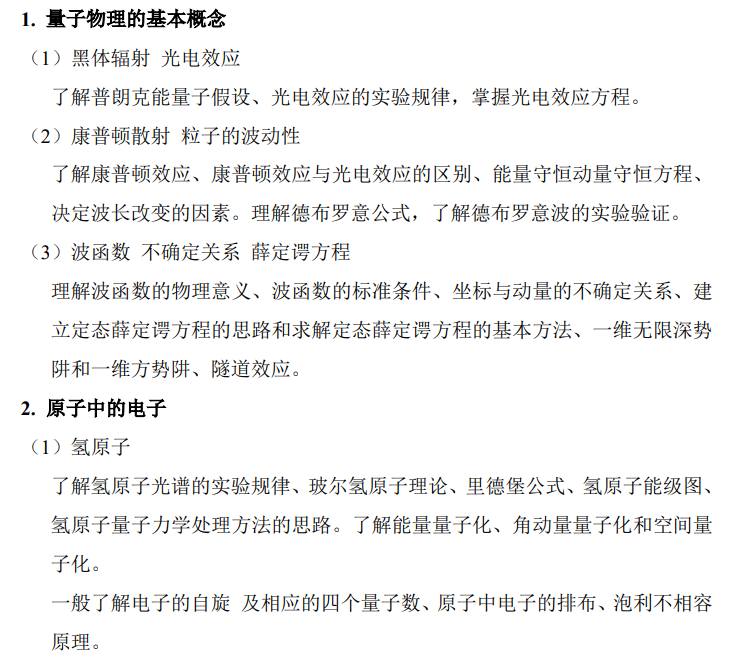 1. 量子物理的基本概念
（1）黑体辐射 光电效应
了解普朗克能量子假设、光电效应的实验规律，掌握光电效应方程。
（2）康普顿散射 粒子的波动性
了解康普顿效应、康普顿效应与光电效应的区别、能量守恒动量守恒方程、
决定波长改变的因素。理解德布罗意公式，了解德布罗意波的实验验证。
（3）波函数 不确定关系 薛定谔方程
理解波函数的物理意义、波函数的标准条件、坐标与动量的不确定关系、建
立定态薛定谔方程的思路和求解定态薛定谔方程的基本方法、一维无限深势
阱和一维方势阱、隧道效应。
2. 原子中的电子
（1）氢原子
了解氢原子光谱的实验规律、玻尔氢原子理论、里德堡公式、氢原子能级图、
氢原子量子力学处理方法的思路。了解能量量子化、角动量量子化和空间量
子化。
一般了解电子的自旋 及相应的四个量子数、原子中电子的排布、泡利不相容
原理。